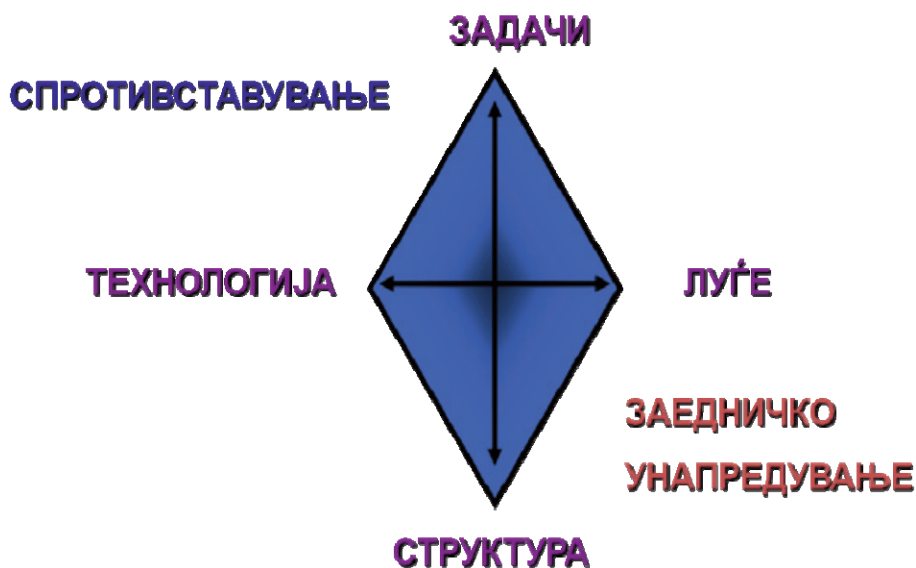 ЗАДАЧИ
СПРОТИВСТАВУВАЊЕ
ТЕХНОЛОГИЈА
ЛУЃЕ
ЗАЕДНИЧКО
УНАПРЕДУВАЊЕ
СТРУКТУРА